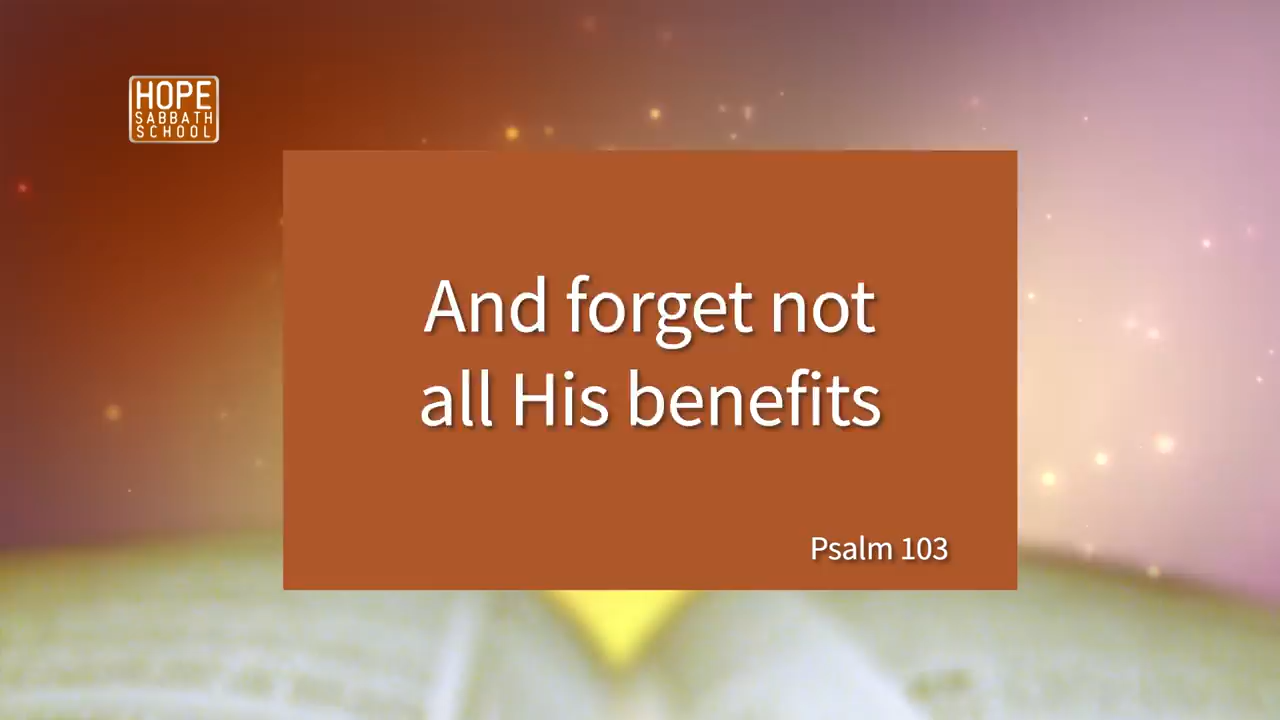 HOPE
SABBATH
SCHOOL
And forget not
all His benefits
Psalm 103